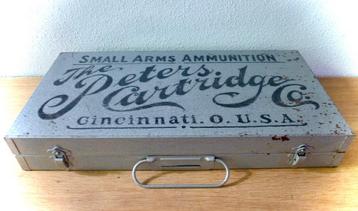 SMALL ARMS AMMUNITION
The
Peters
Cartridge
Co.
Cincinnati. O. U.S.A.